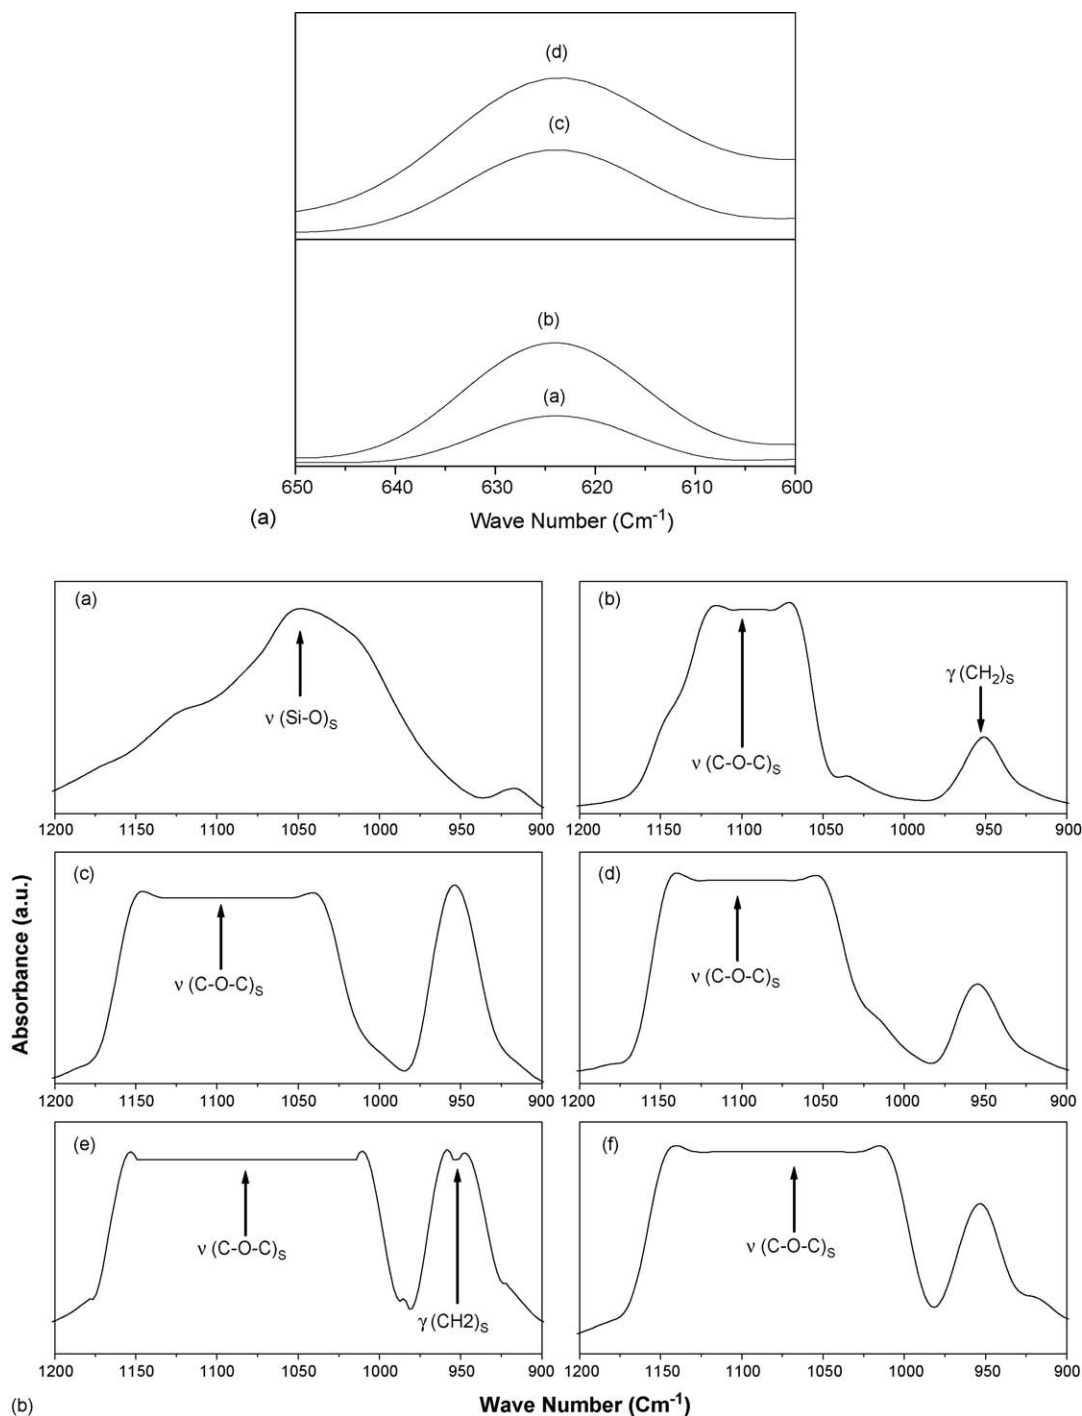 (d)
(c)
(b)
(a)
650 640 630 620 610 600
(a) Wave Number (Cm⁻¹)
(a)
ν (Si-O)S
1200 1150 1100 1050 1000 950 900
(b)
γ (CH₂)S
ν (C-O-C)S
1200 1150 1100 1050 1000 950 900
(c)
ν (C-O-C)S
1200 1150 1100 1050 1000 950 900
(d)
ν (C-O-C)S
1200 1150 1100 1050 1000 950 900
(e)
ν (C-O-C)S
γ (CH2)S
1200 1150 1100 1050 1000 950 900
(f)
ν (C-O-C)S
1200 1150 1100 1050 1000 950 900
Absorbance (a.u.)
(b) Wave Number (Cm⁻¹)